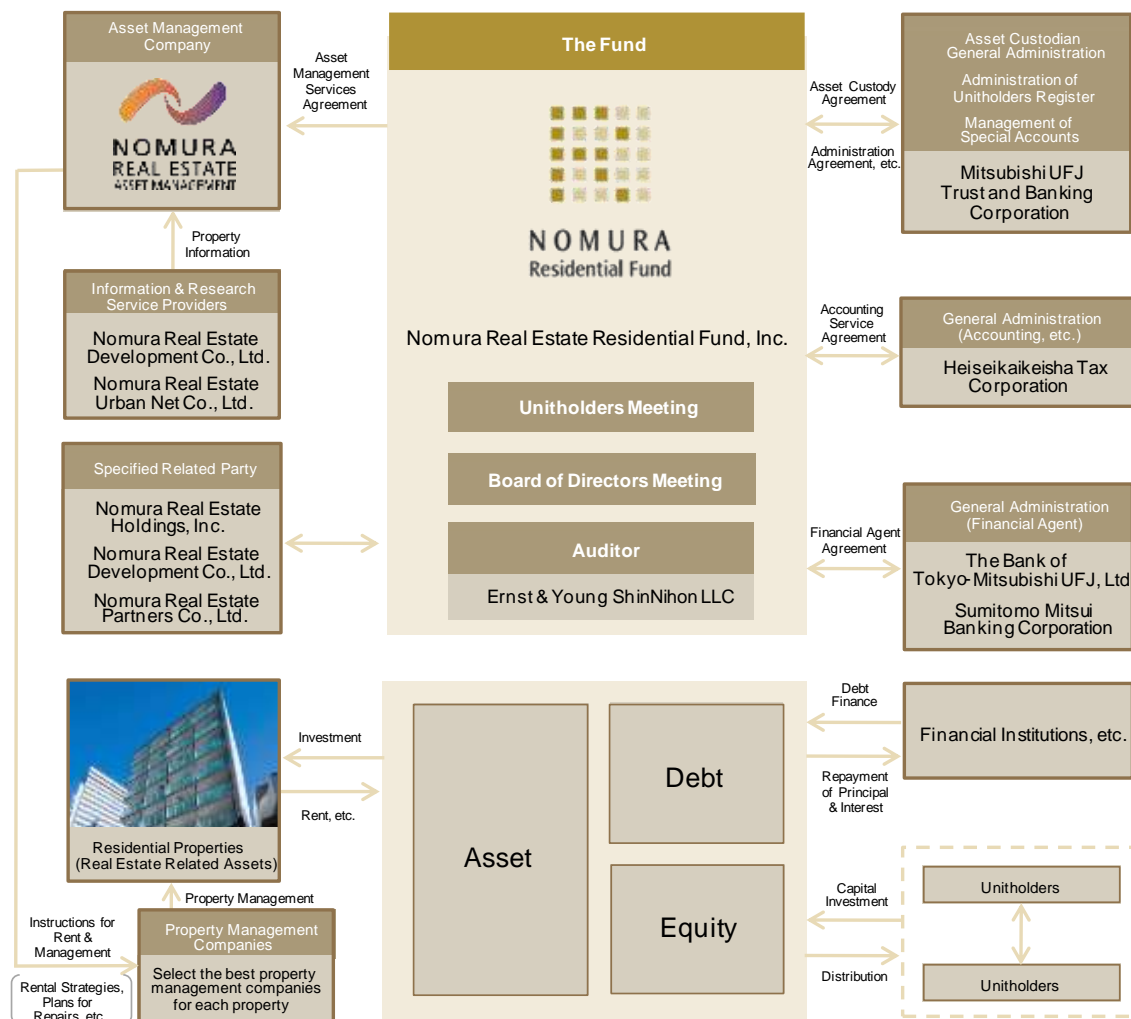 Asset Management
Company
NOMURA
REAL ESTATE
ASSET MANAGEMENT
Asset
Management
Services
Agreement
Property
Information
Information & Research
Service Providers
Nomura Real Estate
Development Co., Ltd.
Nomura Real Estate
Urban Net Co., Ltd.
Specified Related Party
Nomura Real Estate
Holdings, Inc.
Nomura Real Estate
Development Co., Ltd.
Nomura Real Estate
Partners Co., Ltd.
The Fund
NOMURA
Residential Fund
Nomura Real Estate Residential Fund, Inc.
Unitholders Meeting
Board of Directors Meeting
Auditor
Ernst & Young ShinNihon LLC
Asset Custody
Agreement
Administration
Agreement, etc.
Asset Custodian
General Administration
Administration of
Unitholders Register
Management of
Special Accounts
Mitsubishi UFJ
Trust and Banking
Corporation
Accounting
Service
Agreement
General Administration
(Accounting, etc.)
Heiseikaikeisha Tax
Corporation
Financial Agent
Agreement
General Administration
(Financial Agent)
The Bank of
Tokyo-Mitsubishi UFJ, Ltd
Sumitomo Mitsui
Banking Corporation
Residential Properties
(Real Estate Related Assets)
Investment
Rent, etc.
Property Management
Instructions for
Rent &
Management
Rental Strategies,
Plans for
Repairs, etc
Property Management
Companies
Select the best property
management companies
for each property
Asset
Debt
Equity
Debt
Finance
Repayment
of Principal
& Interest
Financial Institutions, etc.
Capital
Investment
Distribution
Unitholders
Unitholders